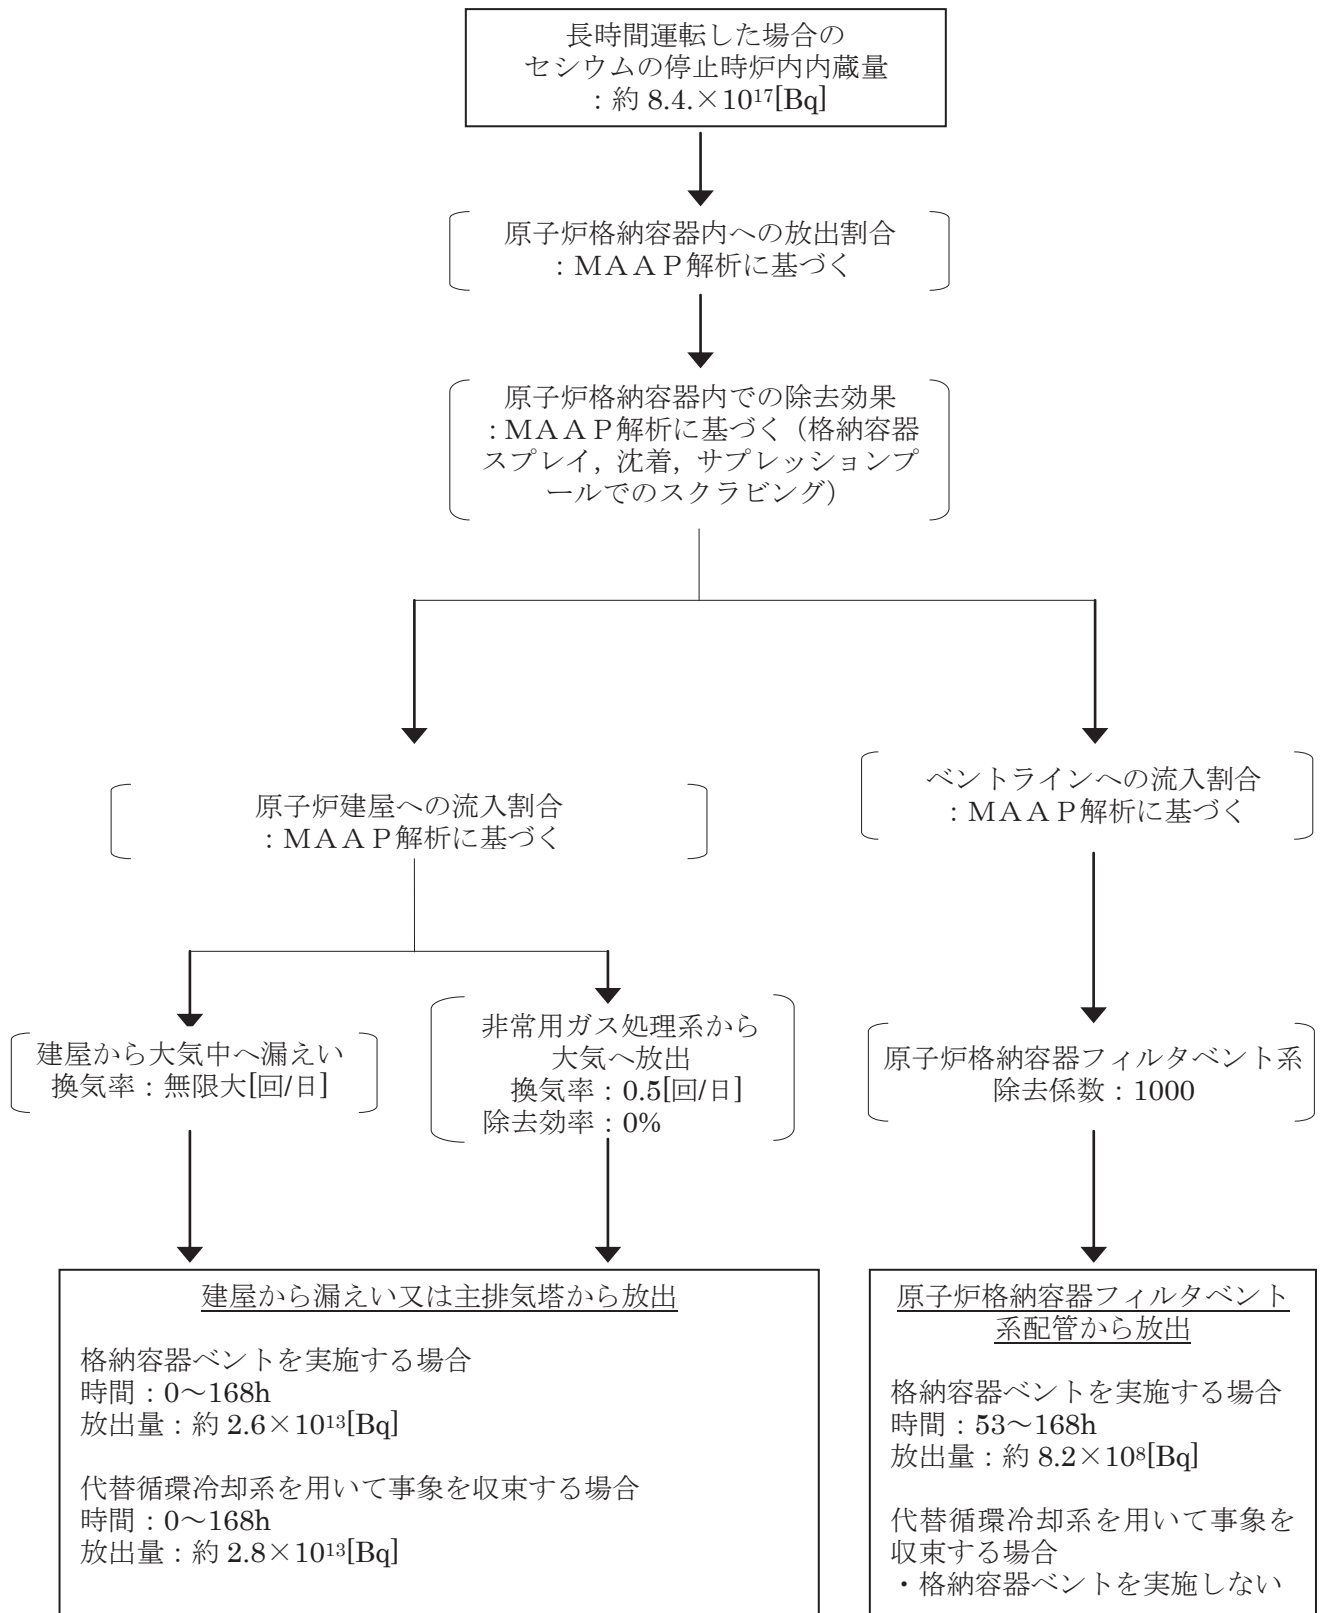 長時間運転した場合の
セシウムの停止時炉内内蔵量
：約 8.4.×10¹⁷[Bq]
原子炉格納容器内への放出割合
：ＭＡＡＰ解析に基づく
原子炉格納容器内での除去効果
：ＭＡＡＰ解析に基づく（格納容器
スプレイ, 沈着, サプレッションプ
ールでのスクラビング）
原子炉建屋への流入割合
：ＭＡＡＰ解析に基づく
ベントラインへの流入割合
：ＭＡＡＰ解析に基づく
建屋から大気中へ漏えい
換気率：無限大[回/日]
非常用ガス処理系から
大気へ放出
換気率：0.5[回/日]
除去効率：0%
原子炉格納容器フィルタベント系
除去係数：1000
建屋から漏えい又は主排気塔から放出
格納容器ベントを実施する場合
時間：0～168h
放出量：約 2.6×10¹³[Bq]
代替循環冷却系を用いて事象を収束する場合
時間：0～168h
放出量：約 2.8×10¹³[Bq]
原子炉格納容器フィルタベント
系配管から放出
格納容器ベントを実施する場合
時間：53～168h
放出量：約 8.2×10⁸[Bq]
代替循環冷却系を用いて事象を
収束する場合
・格納容器ベントを実施しない